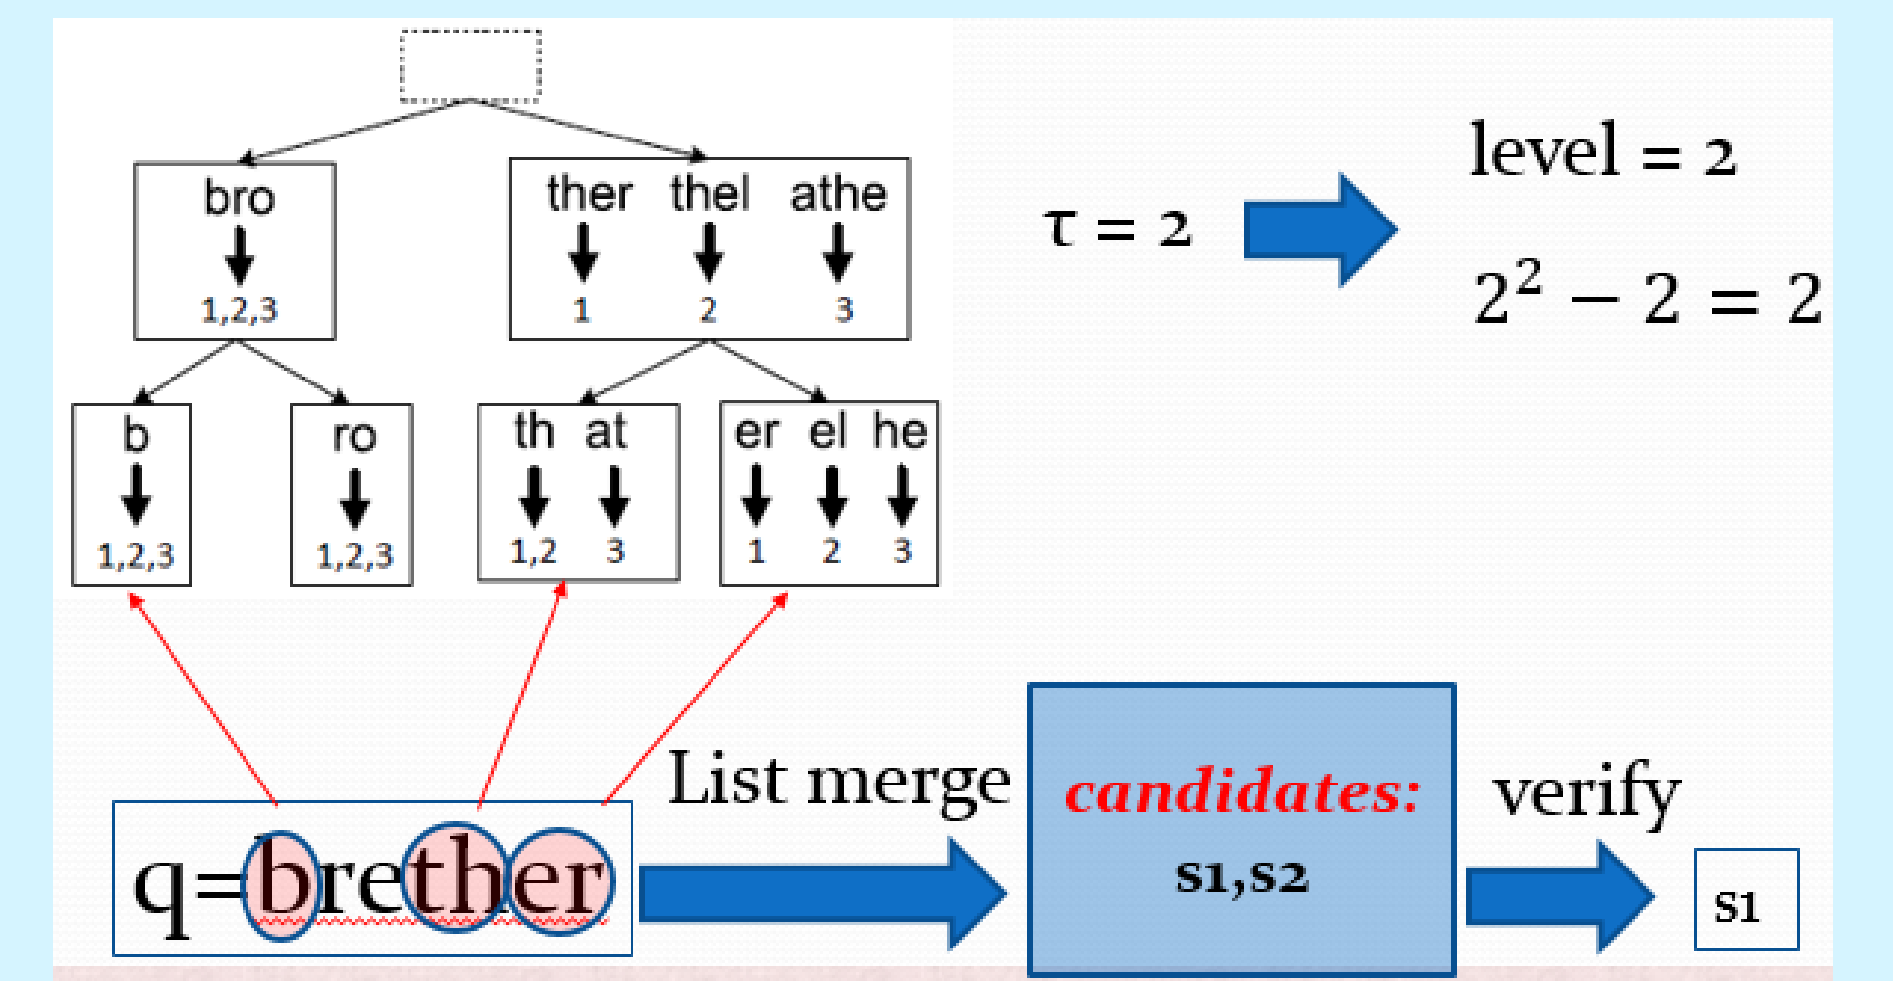 bro
1,2,3
ther thel athe
1 2 3
b
1,2,3
ro
1,2,3
th at
1,2 3
er el he
1 2 3
τ = 2
level = 2
2² − 2 = 2
q=brether
List merge
candidates:
s1,s2
verify
s1